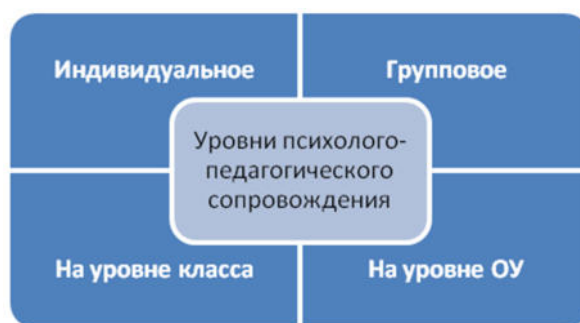 Индивидуальное
Групповое
Уровни психолого-
педагогического
сопровождения
На уровне класса
На уровне ОУ